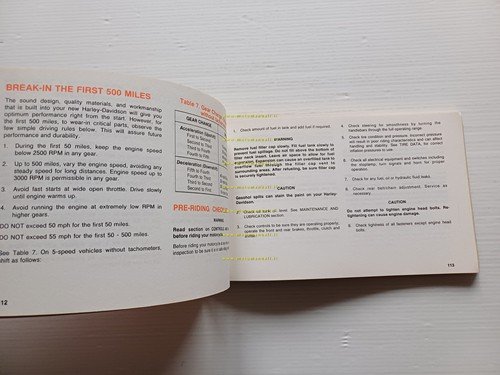 BREAK-IN THE FIRST 500 MILES
The sound design, quality materials, and workmanship
that is built into your new Harley-Davidson will give you
optimum performance right from the start. However, for
the first 500 miles, to wear-in critical parts, observe the
few simple driving rules below. This will assure future
performance and durability.
1. During the first 50 miles, keep the engine speed
below 2500 RPM in any gear.
2. Up to 500 miles, vary the engine speed, avoiding any
steady speed for long distances. Engine speed up to
3000 RPM is permissible in any gear.
3. Avoid fast starts at wide open throttle. Drive slowly
until engine warms up.
4. Avoid running the engine at extremely low RPM in
higher gears.
DO NOT exceed 50 mph for the first 50 miles.
DO NOT exceed 55 mph for the first 50 - 500 miles.
See Table 7. On 5-speed vehicles without tachometers,
shift as follows:
12
Table 7. Gear Cha
GEAR CHANGE
Acceleration (
First to Second
Second to Third
Third to Fourth
Fourth to Fifth
Deceleration (
Fifth to Fourth
Fourth to Third
Third to Second
Second to First
PRE-RIDING CHECK
Read section on CONTROLS
before riding your motorcycle
Before riding your motorcycle
inspection to be sure it is
1. Check amount of fuel in tank and add fuel if required.
WARNING
Remove fuel filler cap slowly. Fill fuel tank slowly to
prevent fuel spillage. Do not fill above the bottom of
filler neck insert. Leave air space to allow for fuel
expansion. Expansion can cause an overfilled tank to
overflow fuel through the filler cap vent to
surrounding areas. After refueling, be sure filler cap
is securely tightened.
CAUTION
Gasohol spills can stain the paint on your Harley-
Davidson.
2. Check oil tank oil level. See MAINTENANCE AND
LUBRICATION section.
3. Check controls to be sure they are operating properly,
operate the front and rear brakes, throttle, clutch and
shifter.
4. Check steering for smoothness by turning the
handlebars through the full operating range.
5. Check tire condition and pressure. Incorrect pressure
will result in poor riding characteristics and can affect
handling and stability. See TIRE DATA, for correct
inflation pressures to use.
6. Check all electrical equipment and switches including
the stoplamp, turn signals and horn for proper
operation.
7. Check for any fuel, oil or hydraulic fluid leaks.
8. Check rear belt/chain adjustment. Service as
necessary.
CAUTION
Do not attempt to tighten engine head bolts. Re-
tightening can cause engine damage.
9. Check tightness of all fasteners except engine head
113